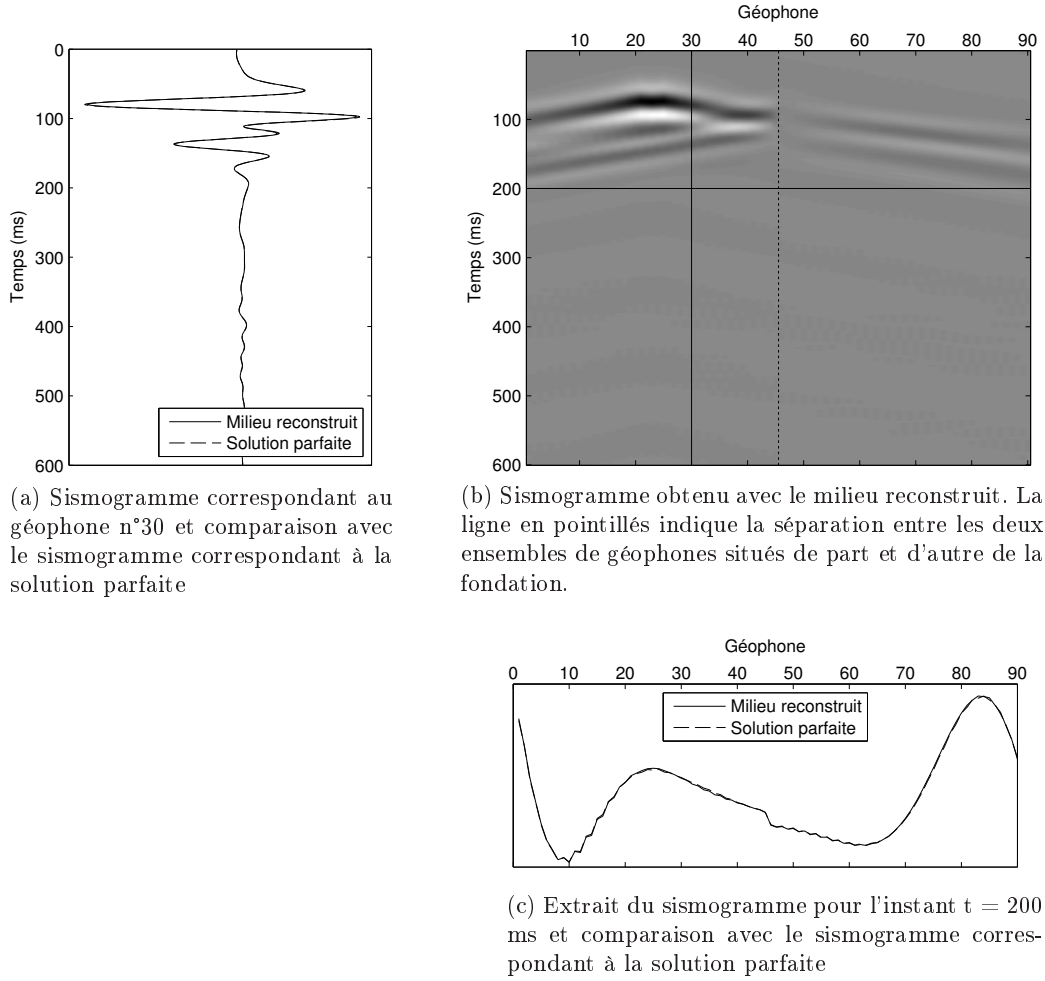 0
100
200
300
400
500
600
Temps (ms)
Milieu reconstruit
Solution parfaite
(a) Sismogramme correspondant au
géophone n°30 et comparaison avec
le sismogramme correspondant à la
solution parfaite
Géophone
10 20 30 40 50 60 70 80 90
100
200
300
400
500
600
Temps (ms)
(b) Sismogramme obtenu avec le milieu reconstruit. La
ligne en pointillés indique la séparation entre les deux
ensembles de géophones situés de part et d'autre de la
fondation.
Géophone
0 10 20 30 40 50 60 70 80 90
Milieu reconstruit
Solution parfaite
(c) Extrait du sismogramme pour l'instant t = 200
ms et comparaison avec le sismogramme corres-
pondant à la solution parfaite